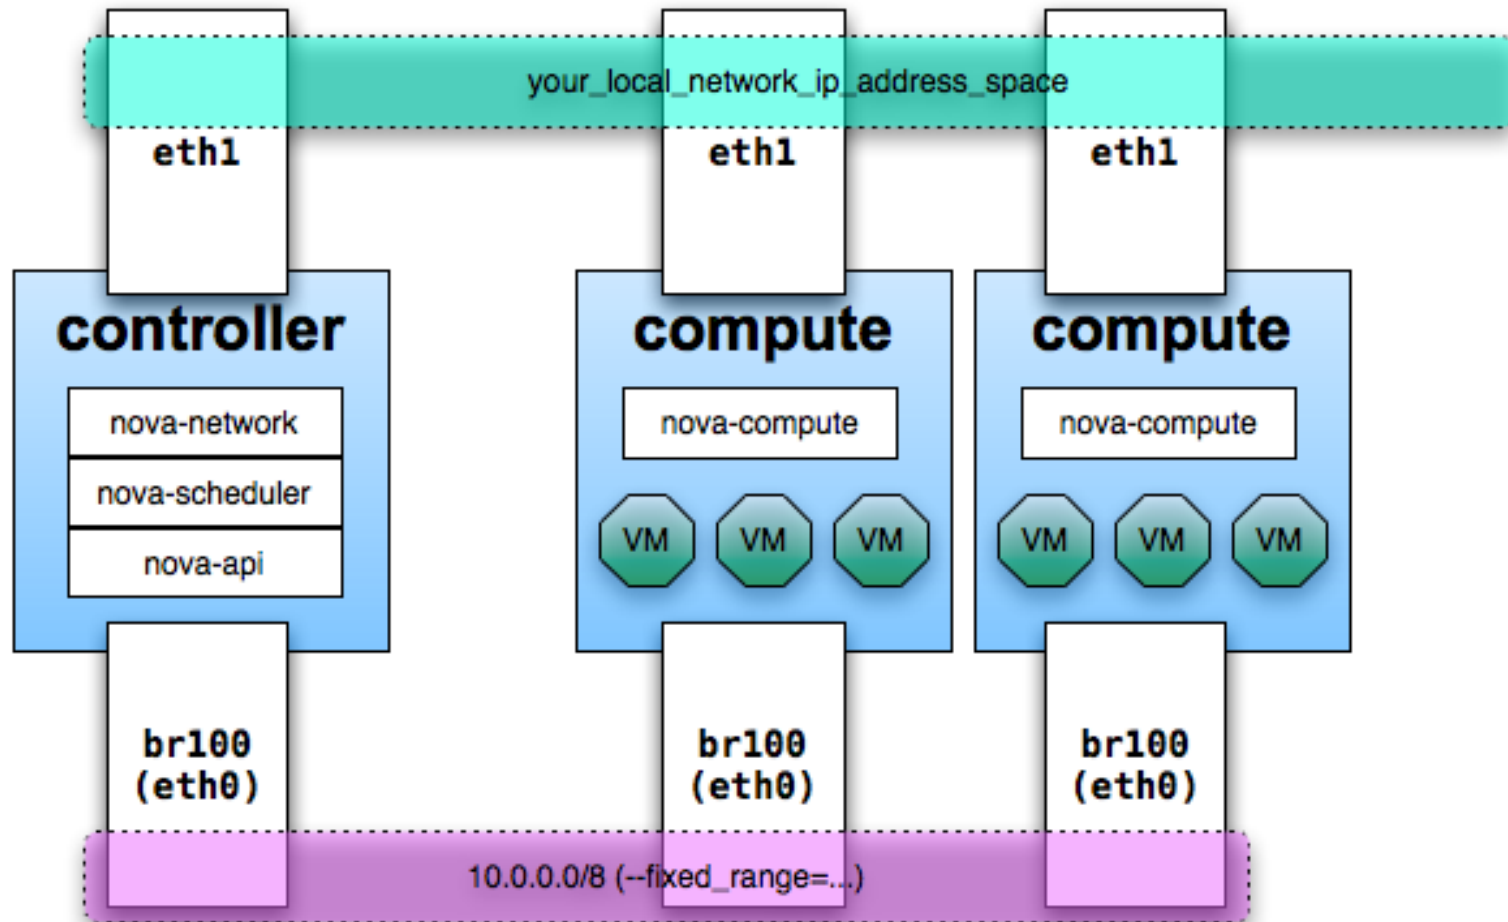 your_local_network_ip_address_space
eth1
eth1
eth1
controller
compute
compute
nova-network
nova-compute
nova-compute
nova-scheduler
nova-api
VM
VM
VM
VM
VM
VM
br100
(eth0)
br100
(eth0)
br100
(eth0)
10.0.0.0/8 (--fixed_range=...)